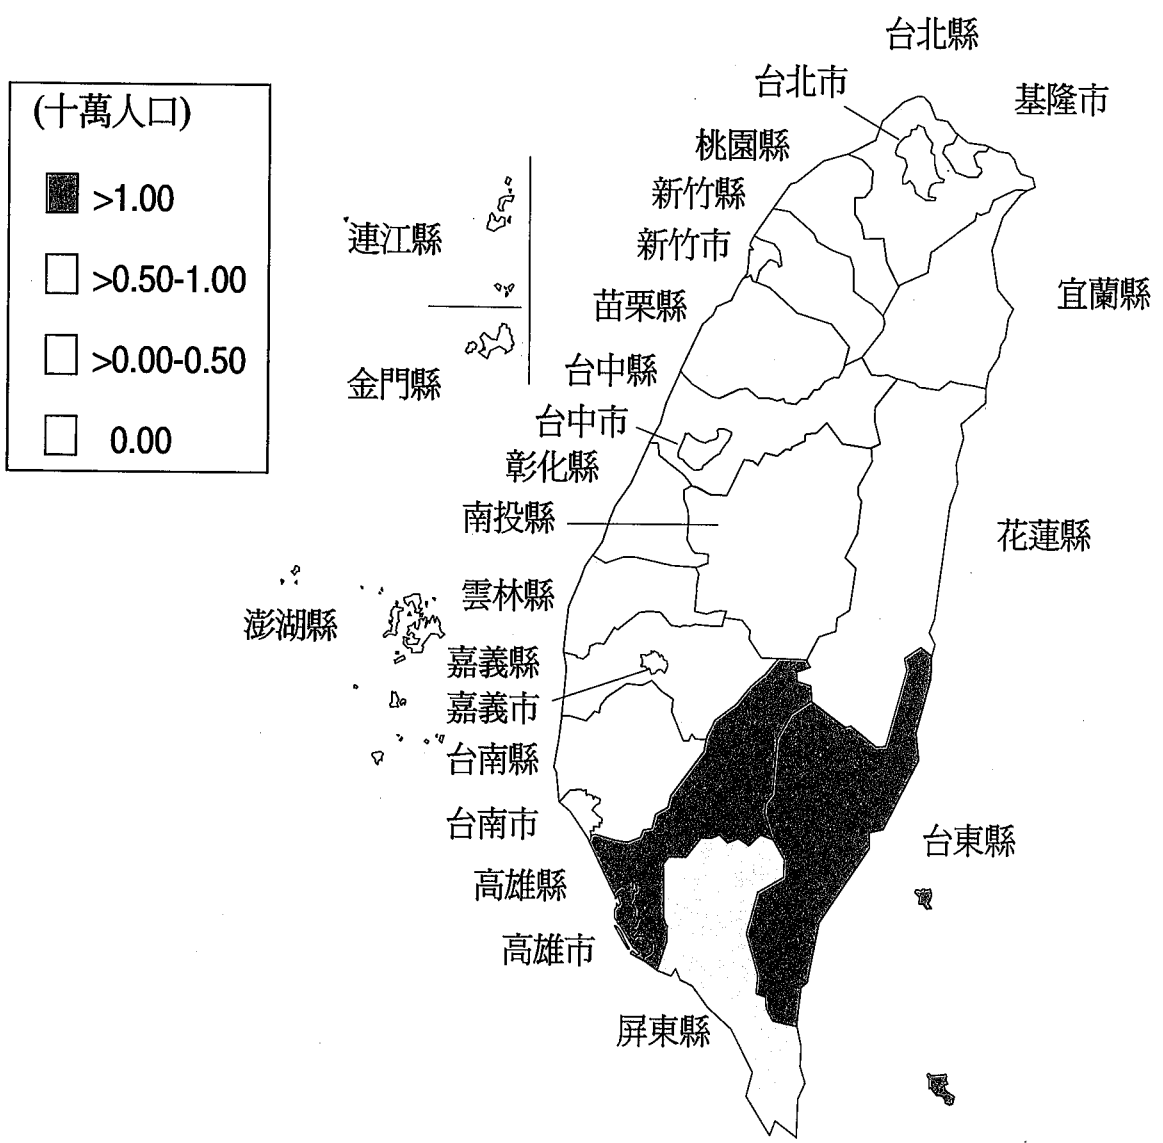 台北縣
台北市
基隆市
(十萬人口)
桃園縣
>1.00
新竹縣
連江縣
新竹市
>0.50-1.00
宜蘭縣
苗栗縣
>0.00-0.50
金門縣
台中縣
台中市
0.00
彰化縣
南投縣
花蓮縣
雲林縣
澎湖縣
嘉義縣
嘉義市
台南縣
台南市
台東縣
高雄縣
高雄市
屏東縣